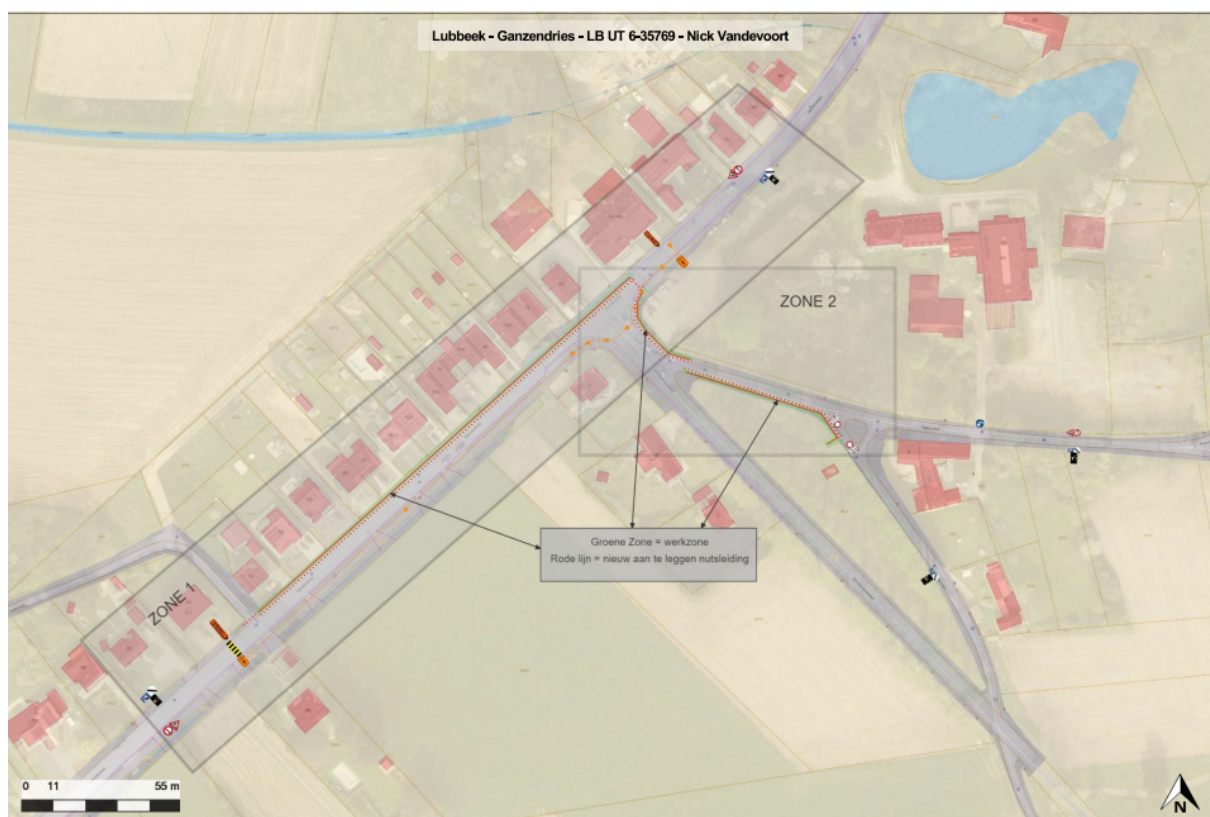 Lubbeek - Ganzendries - LB UT 6-35769 - Nick Vandevoort
ZONE 2
Groene Zone = werkzone
Rode lijn = nieuw aan te leggen nutsleiding
ZONE 1
0 11 55 m
N